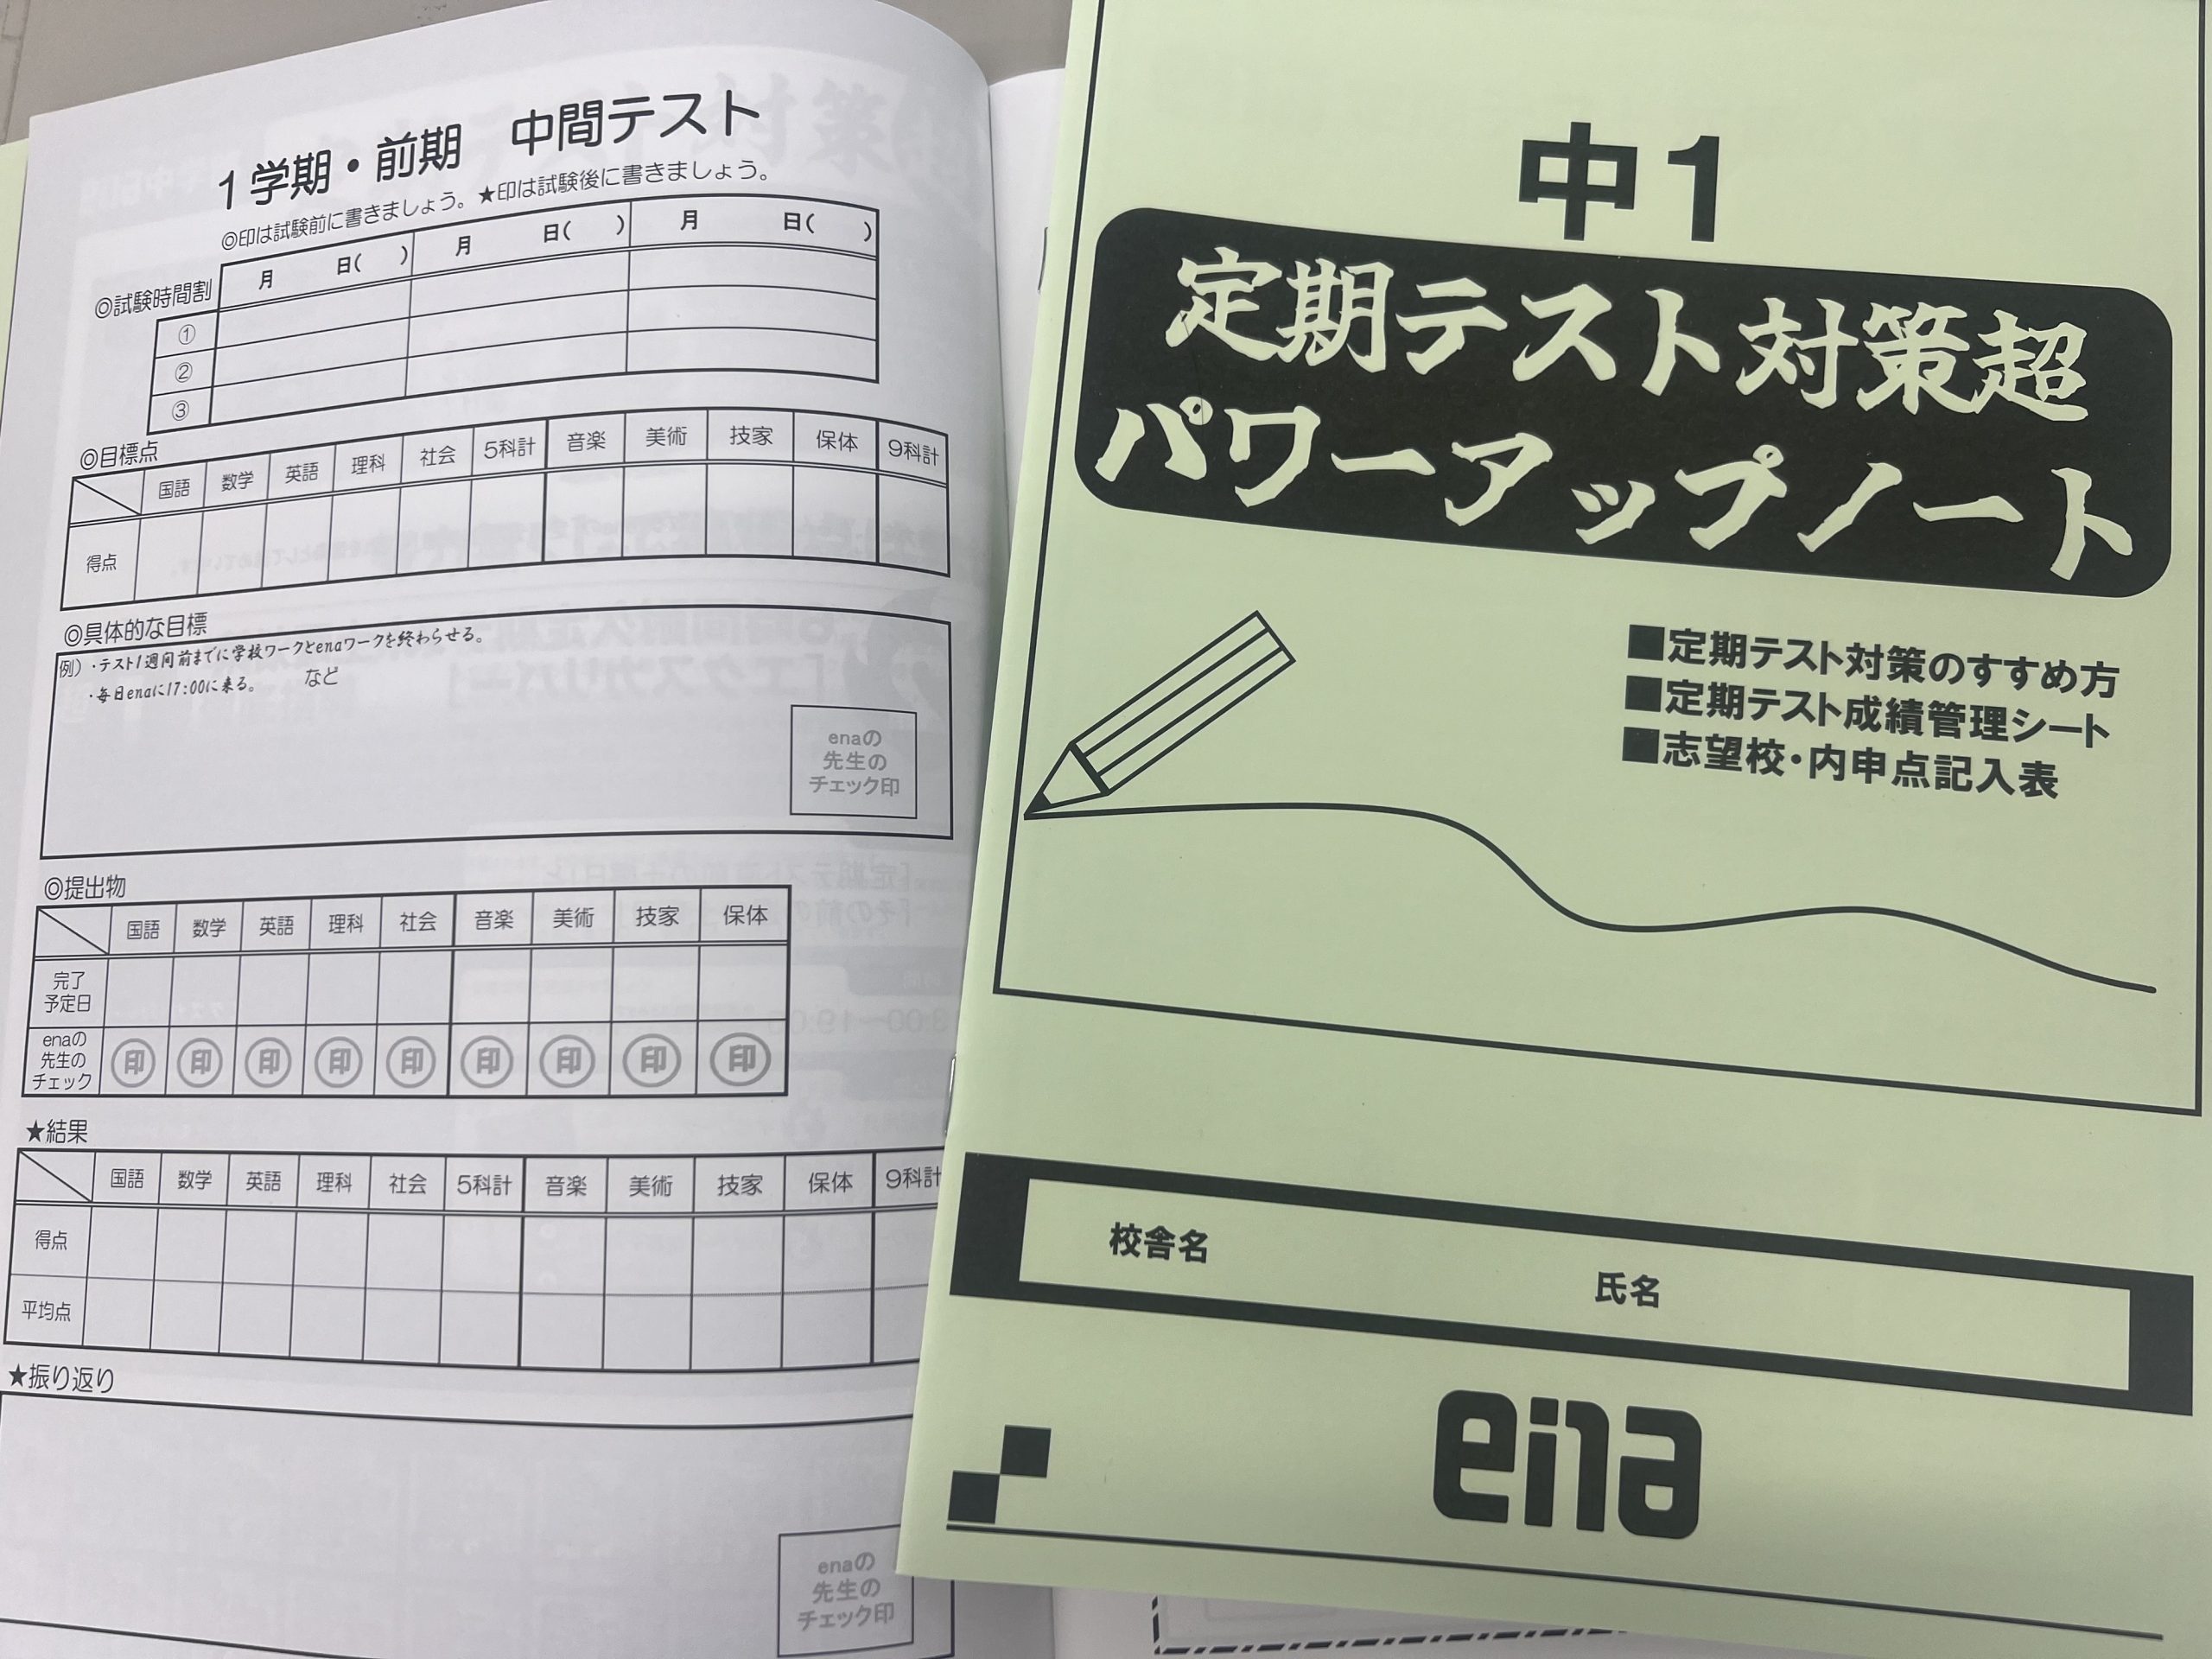 1学期・前期　中間テスト
◎印は試験前に書きましょう。★印は試験後に書きましょう。
◎試験時間割
月　日(　)　月　日(　)　月　日(　)
①
②
③
◎目標点
国語　数学　英語　理科　社会　5科計　音楽　美術　技家　保体　9科計
得点
◎具体的な目標
例）・テスト1週間前までに学校ワークとenaワークを終わらせる。
・毎日enaに17:00に来る。　など
enaの
先生の
チェック印
◎提出物
国語　数学　英語　理科　社会　音楽　美術　技家　保体
完了
予定日
enaの
先生の
チェック
印　印　印　印　印　印　印　印　印
★結果
国語　数学　英語　理科　社会　5科計　音楽　美術　技家　保体　9科計
得点
平均点
★振り返り
enaの
先生の
チェック印
中1
定期テスト対策超
パワーアップノート
■定期テスト対策のすすめ方
■定期テスト成績管理シート
■志望校・内申点記入表
校舎名　氏名
ena